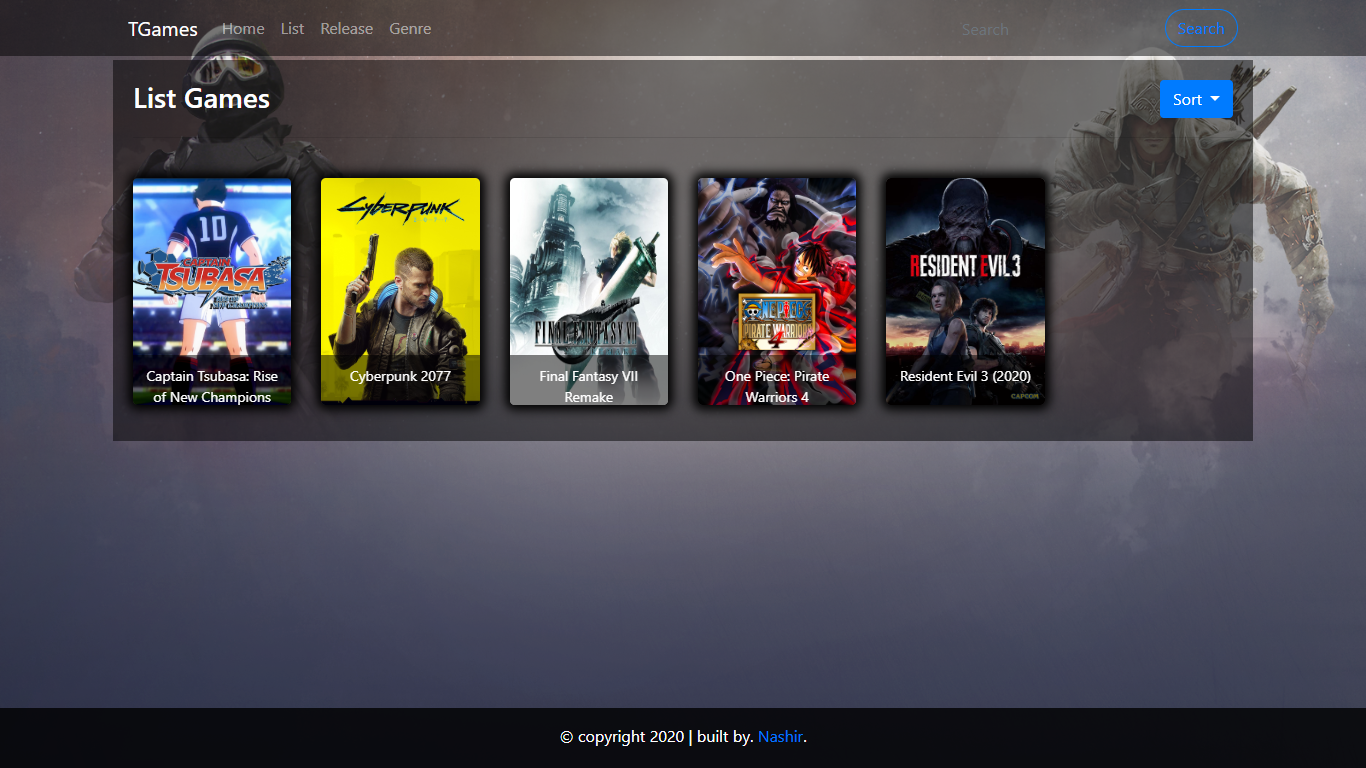 TGames Home List Release Genre Search Search
List Games
Sort
10
CAPTAIN
TSUBASA
Captain Tsubasa: Rise
of New Champions
Cyberpunk
2077
Cyberpunk 2077
FINAL FANTASY VII
Final Fantasy VII
Remake
ONE PIECE
PIRATE WARRIORS
4
One Piece: Pirate
Warriors 4
RESIDENT EVIL 3
Resident Evil 3 (2020)
CAPCOM
© copyright 2020 | built by. Nashir.